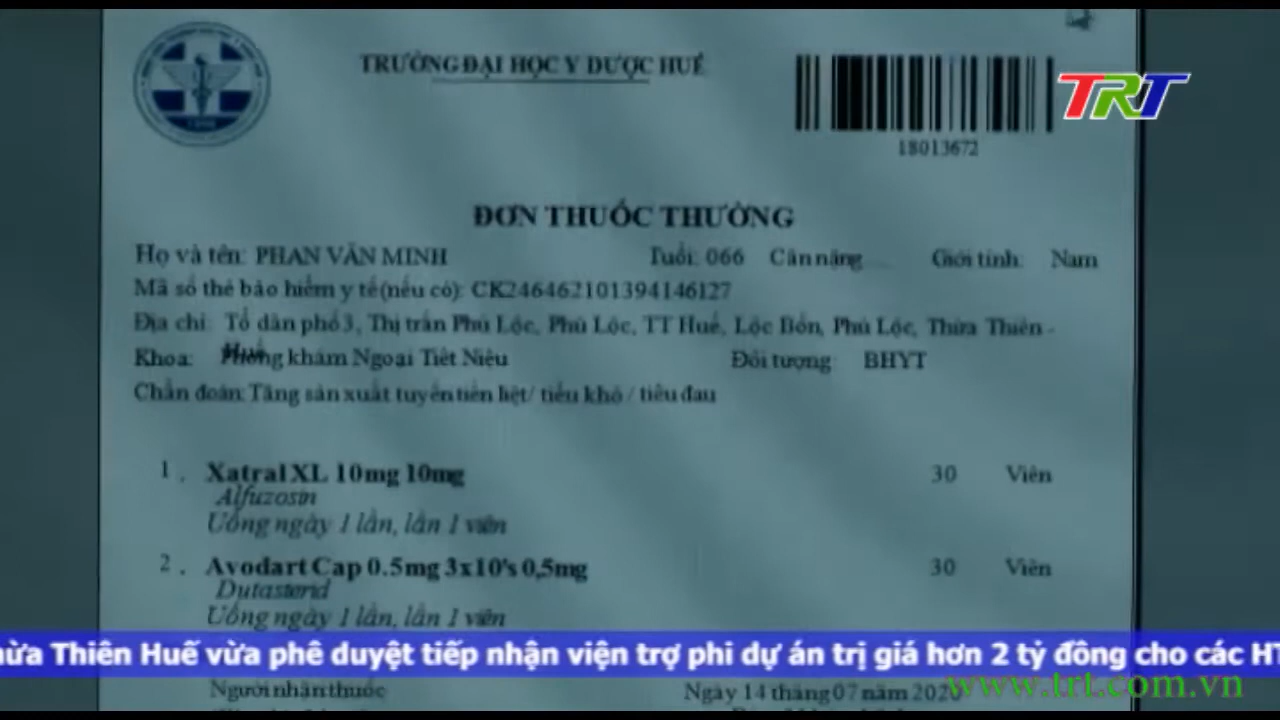 TRƯỜNG ĐẠI HỌC Y DƯỢC HUẾ
TRT
18013672
ĐƠN THUỐC THƯỜNG
Họ và tên: PHAN VĂN MINH Tuổi: 066 Cân nặng Giới tính: Nam
Mã số thẻ bảo hiểm y tế(nếu có): CK246462101394146127
Địa chỉ: Tổ dân phố 3, Thị trấn Phú Lộc, Phú Lộc, TT Huế, Lộc Bổn, Phú Lộc, Thừa Thiên -
Huế
Khoa: Phòng khám Ngoại Tiết Niệu Đối tượng BHYT
Chẩn đoán: Tăng sản xuất tuyến tiền liệt/ tiểu khó / tiểu đau
1 . Xatral XL 10mg 10mg 30 Viên
Alfuzosin
Uống ngày 1 lần, lần 1 viên
2 . Avodart Cap 0.5mg 3x10's 0,5mg 30 Viên
Dutasterid
Uống ngày 1 lần, lần 1 viên
hừa Thiên Huế vừa phê duyệt tiếp nhận viện trợ phi dự án trị giá hơn 2 tỷ đồng cho các HT
Người nhận thuốc Ngày 14 tháng 07 năm 2020
www.trt.com.vn